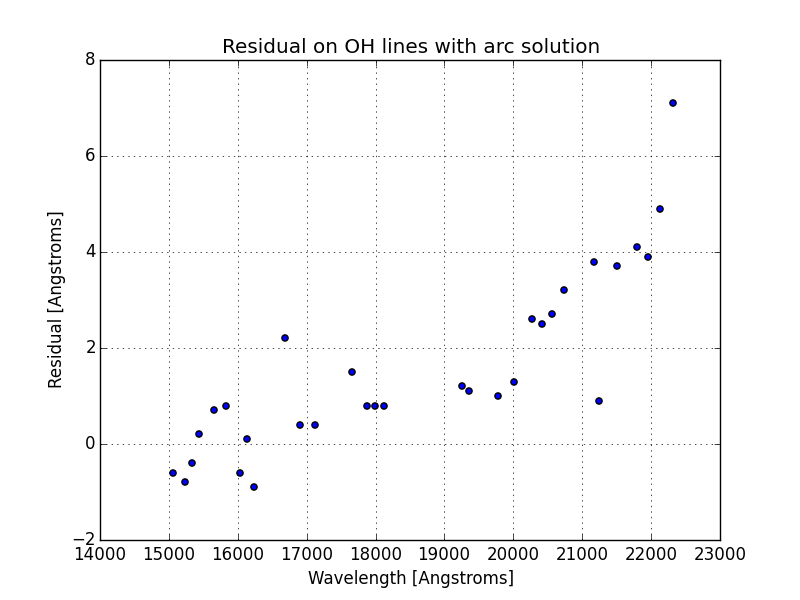 Residual on OH lines with arc solution
8
6
4
2
0
−2
14000 15000 16000 17000 18000 19000 20000 21000 22000 23000
Residual [Angstroms]
Wavelength [Angstroms]